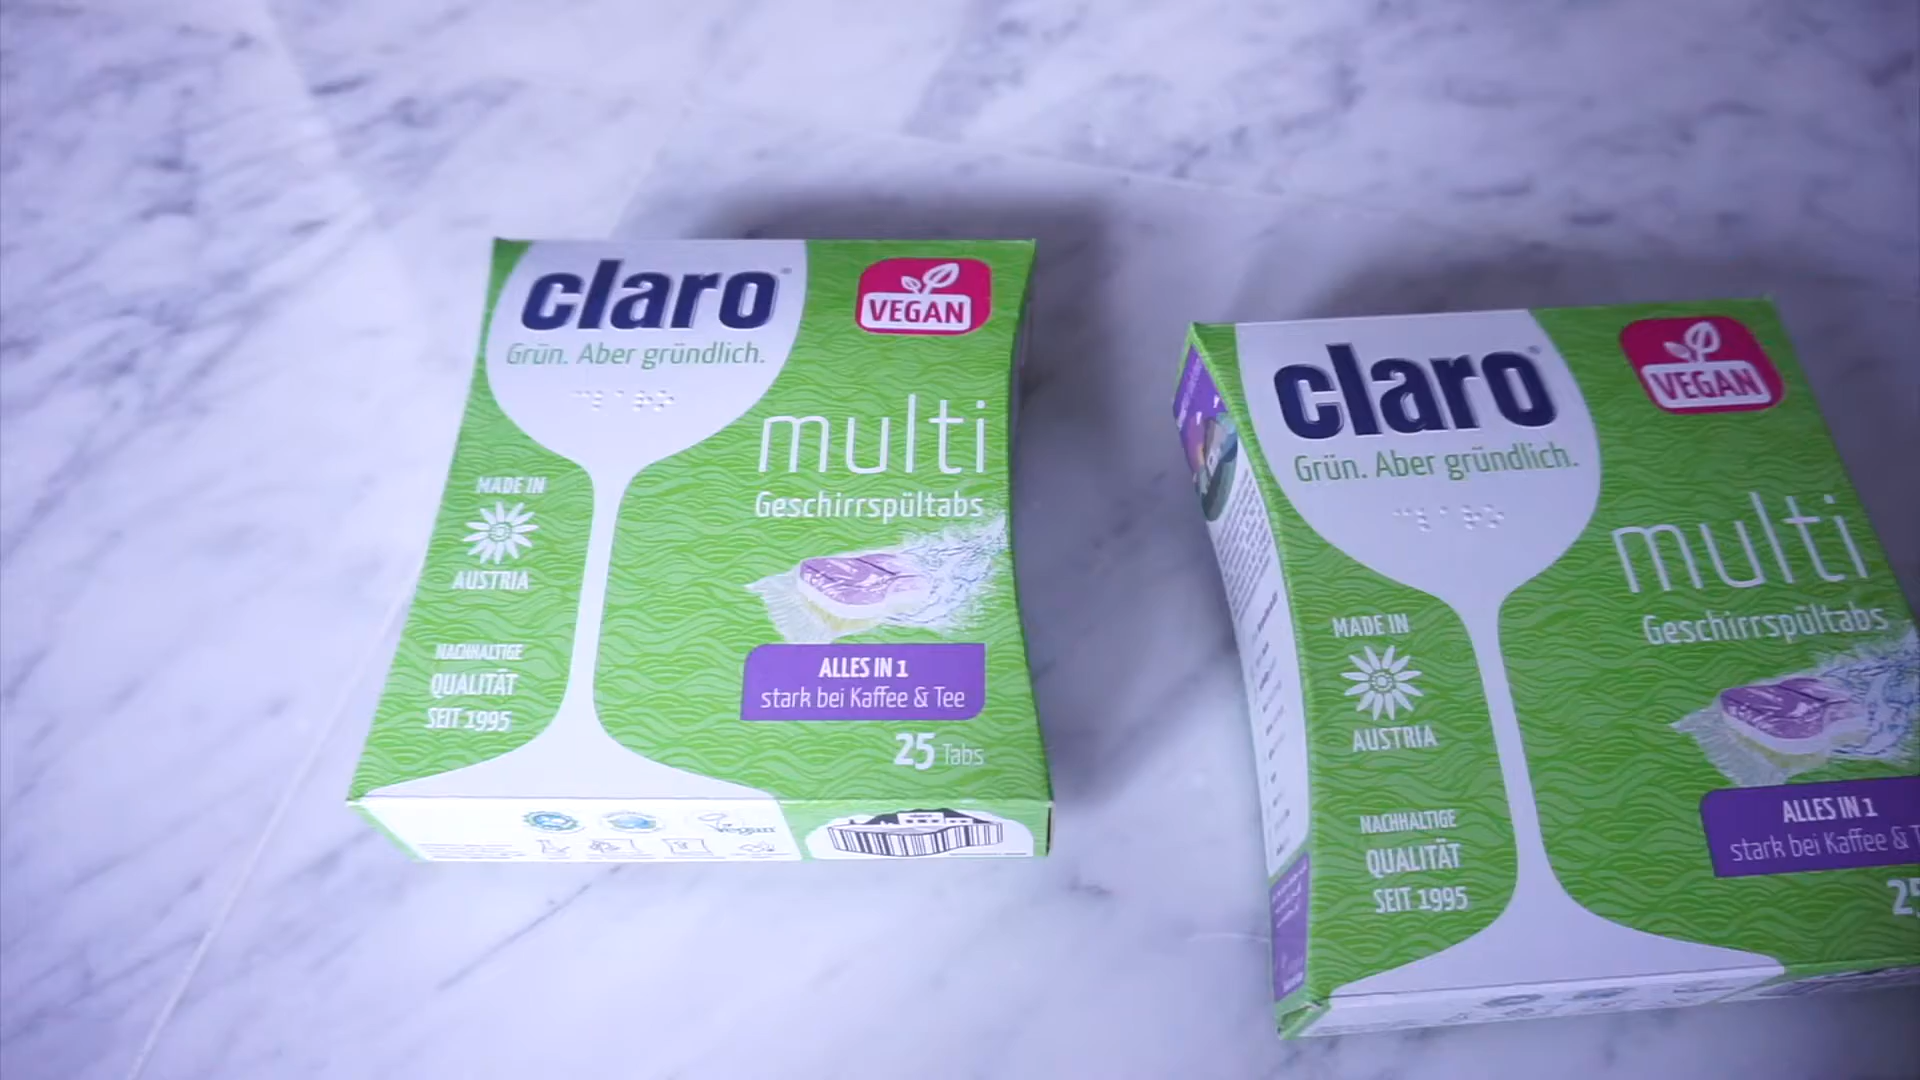 claro
Grün. Aber gründlich.
VEGAN
multi
Geschirrspültabs
MADE IN
AUSTRIA
NACHHALTIGE
QUALITÄT
SEIT 1995
ALLES IN 1
stark bei Kaffee & Tee
25 Tabs
Vegan
claro
Grün. Aber gründlich.
VEGAN
multi
Geschirrspültabs
MADE IN
AUSTRIA
NACHHALTIGE
QUALITÄT
SEIT 1995
ALLES IN 1
stark bei Kaffee & T
25